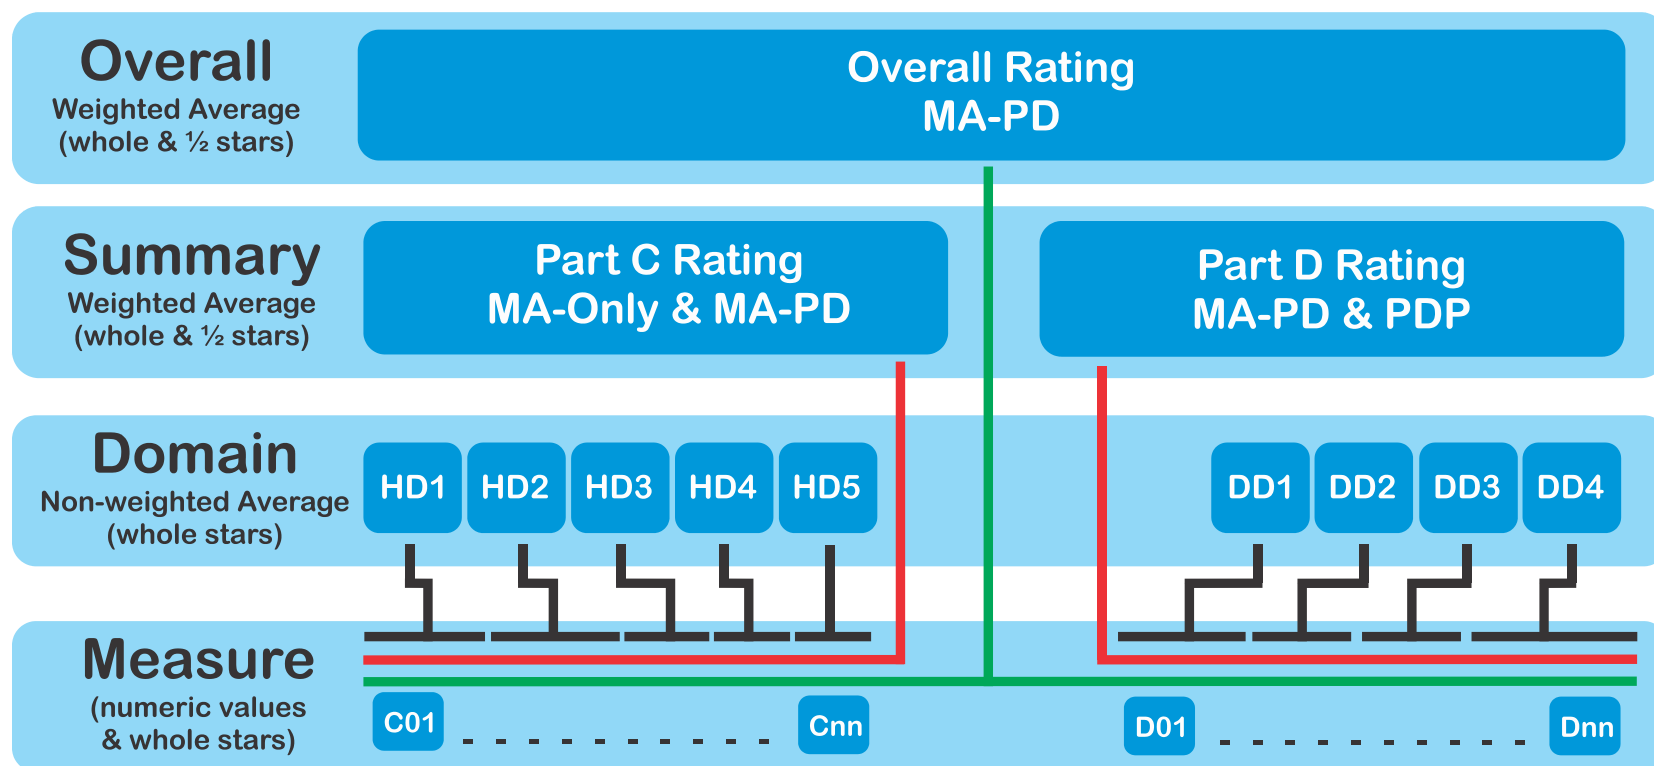 Overall
Weighted Average
(whole & ½ stars)
Overall Rating
MA-PD
Summary
Weighted Average
(whole & ½ stars)
Part C Rating
MA-Only & MA-PD
Part D Rating
MA-PD & PDP
Domain
Non-weighted Average
(whole stars)
HD1 HD2 HD3 HD4 HD5 DD1 DD2 DD3 DD4
Measure
(numeric values
& whole stars)
C01 Cnn D01 Dnn